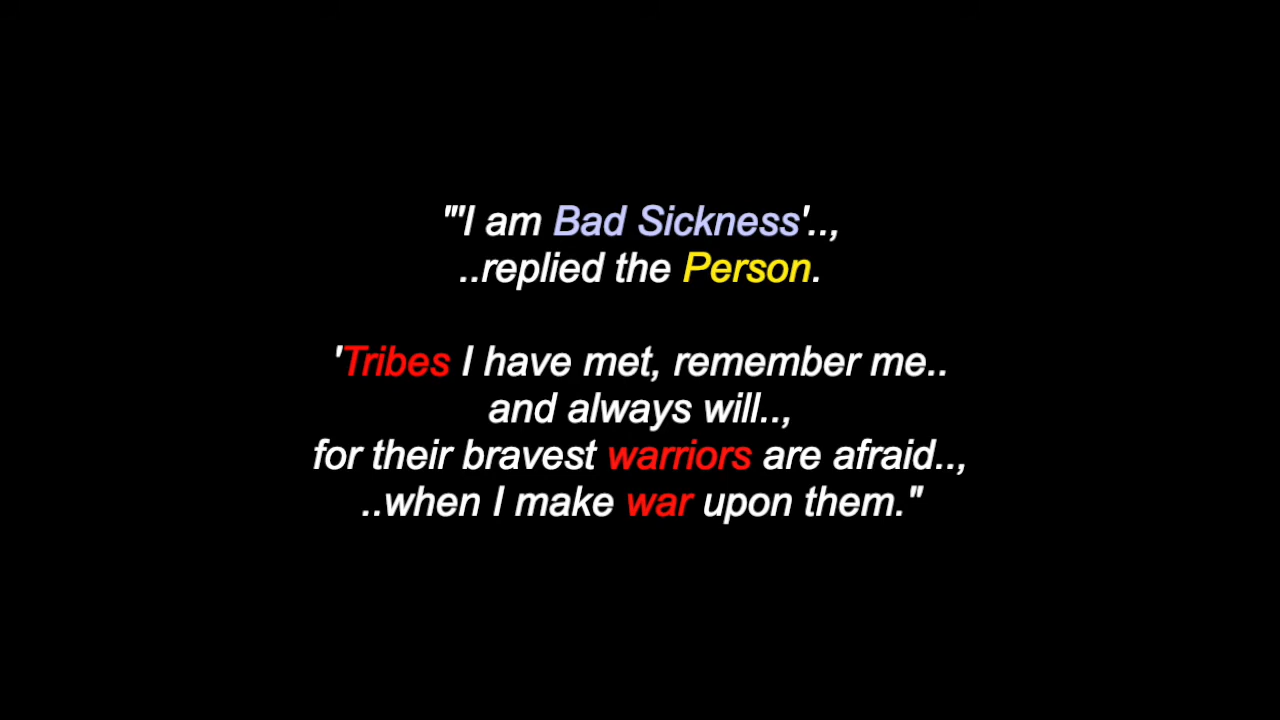 "'I am Bad Sickness'..,
..replied the Person.
'Tribes I have met, remember me..
and always will..,
for their bravest warriors are afraid..,
..when I make war upon them."